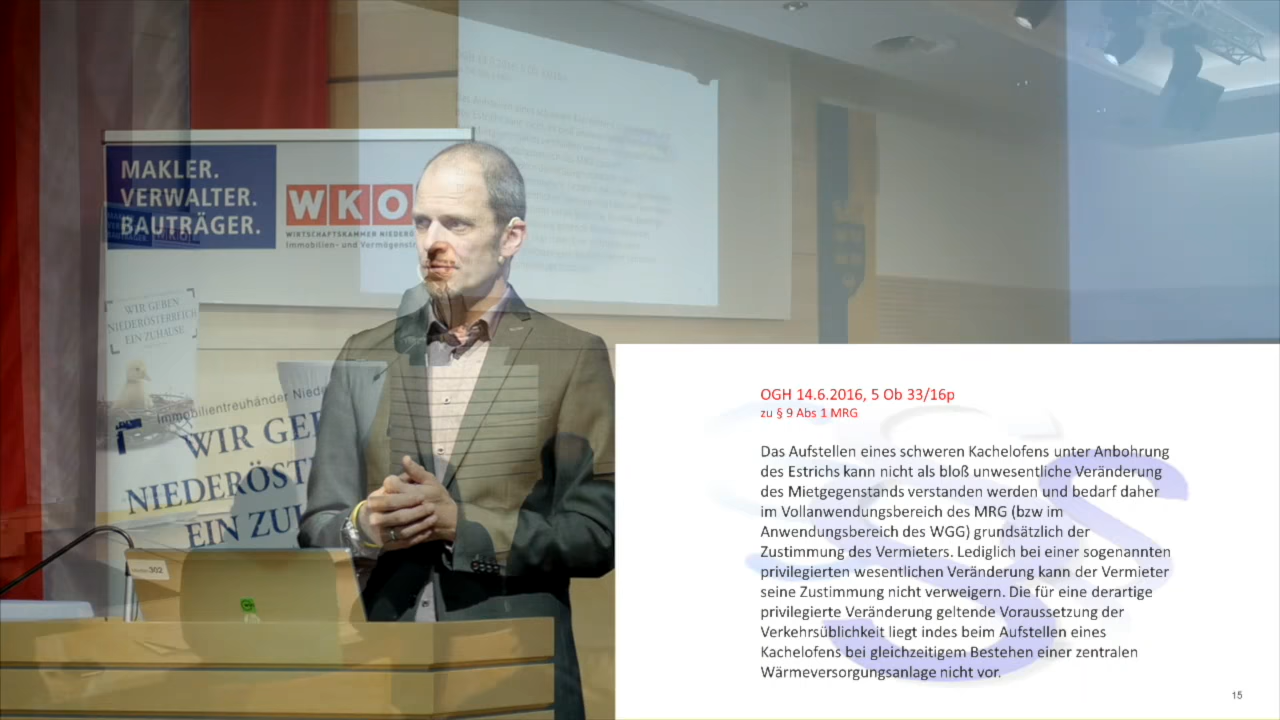 MAKLER.
VERWALTER.
BAUTRÄGER.
WKO
WIRTSCHAFTSKAMMER NIEDERÖ
Immobilien- und Vermögenstr
WIR GEBEN
NIEDERÖSTERREICH
EIN ZUHAUSE
Immobilientreuhänder Niede
WIR GE
NIEDERÖST
EIN ZU
302
OGH 14.6.2016, 5 Ob 33/16p
zu § 9 Abs 1 MRG
Das Aufstellen eines schweren Kachelofens unter Anbohrung
des Estrichs kann nicht als bloß unwesentliche Veränderung
des Mietgegenstands verstanden werden und bedarf daher
im Vollanwendungsbereich des MRG (bzw im
Anwendungsbereich des WGG) grundsätzlich der
Zustimmung des Vermieters. Lediglich bei einer sogenannten
privilegierten wesentlichen Veränderung kann der Vermieter
seine Zustimmung nicht verweigern. Die für eine derartige
privilegierte Veränderung geltende Voraussetzung der
Verkehrsüblichkeit liegt indes beim Aufstellen eines
Kachelofens bei gleichzeitigem Bestehen einer zentralen
Wärmeversorgungsanlage nicht vor.
15